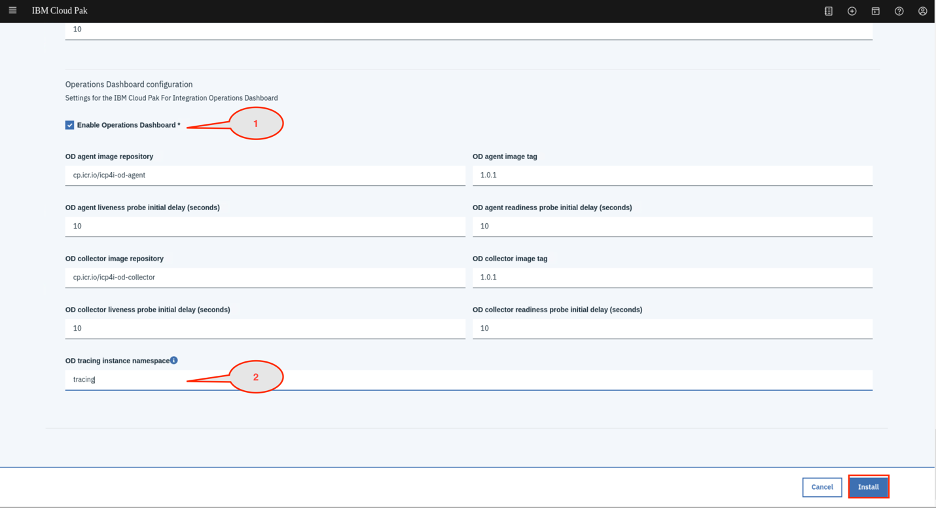 IBM Cloud Pak
10
Operations Dashboard configuration
Settings for the IBM Cloud Pak For Integration Operations Dashboard
Enable Operations Dashboard *
1
OD agent image repository
OD agent image tag
cp.icr.io/icp4i-od-agent
1.0.1
OD agent liveness probe initial delay (seconds)
OD agent readiness probe initial delay (seconds)
10
10
OD collector image repository
OD collector image tag
cp.icr.io/icp4i-od-collector
1.0.1
OD collector liveness probe initial delay (seconds)
OD collector readiness probe initial delay (seconds)
10
10
OD tracing instance namespace
tracing
2
Cancel
Install